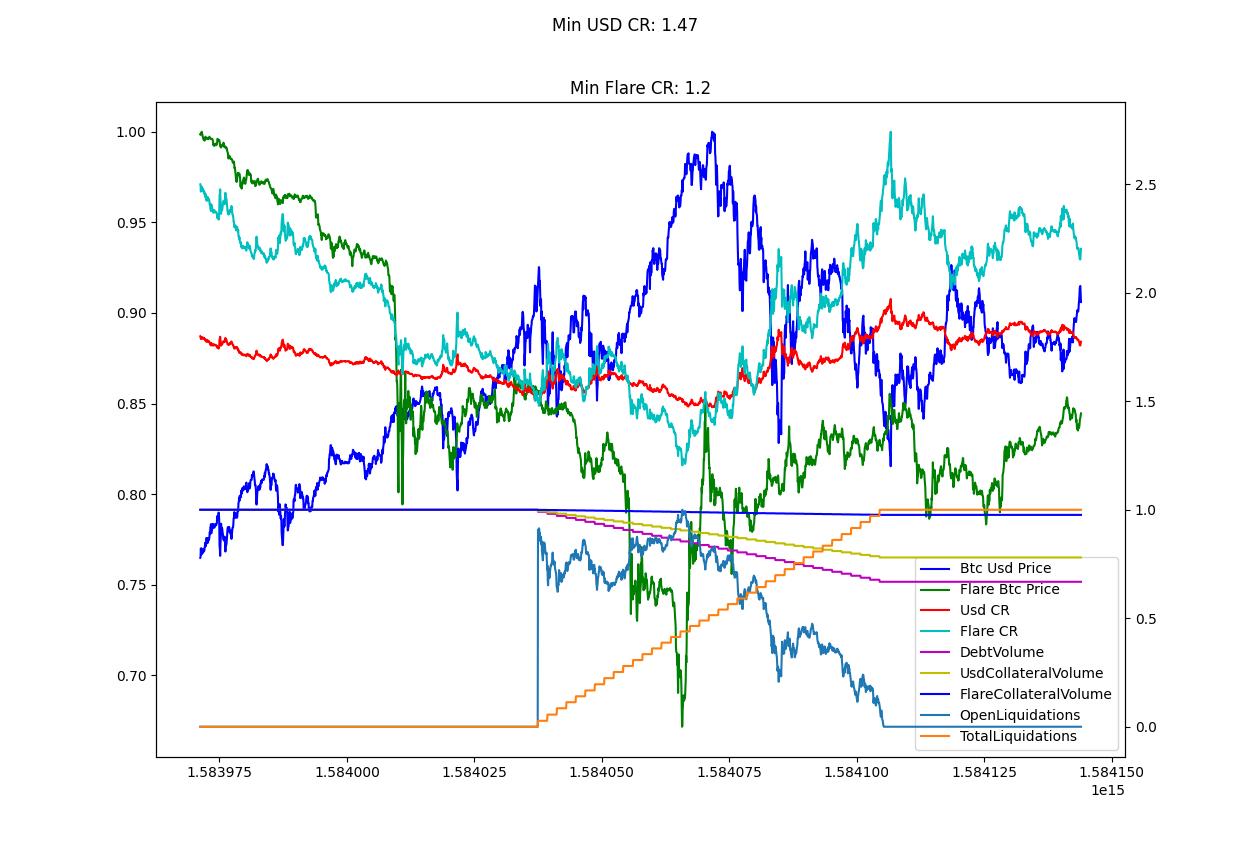 Min USD CR: 1.47
Min Flare CR: 1.2
1.00
0.95
0.90
0.85
0.80
0.75
0.70
2.5
2.0
1.5
1.0
0.5
0.0
Btc Usd Price
Flare Btc Price
Usd CR
Flare CR
DebtVolume
UsdCollateralVolume
FlareCollateralVolume
OpenLiquidations
TotalLiquidations
1.583975
1.584000
1.584025
1.584050
1.584075
1.584100
1.584125
1.584150
1e15